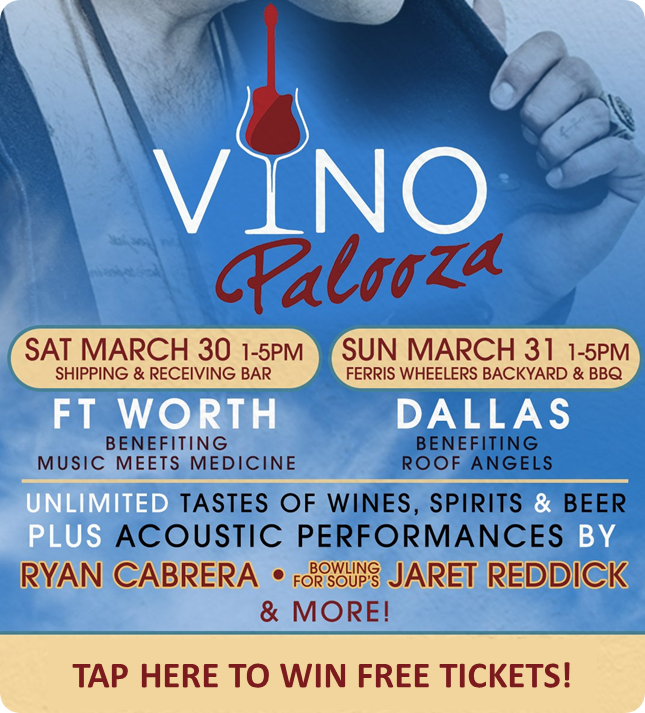 VINO
Palooza
SAT MARCH 30 1-5PM
SHIPPING & RECEIVING BAR
FT WORTH
BENEFITING
MUSIC MEETS MEDICINE
SUN MARCH 31 1-5PM
FERRIS WHEELERS BACKYARD & BBQ
DALLAS
BENEFITING
ROOF ANGELS
UNLIMITED TASTES OF WINES, SPIRITS & BEER
PLUS ACOUSTIC PERFORMANCES BY
RYAN CABRERA • BOWLING FOR SOUP'S JARET REDDICK
& MORE!
TAP HERE TO WIN FREE TICKETS!